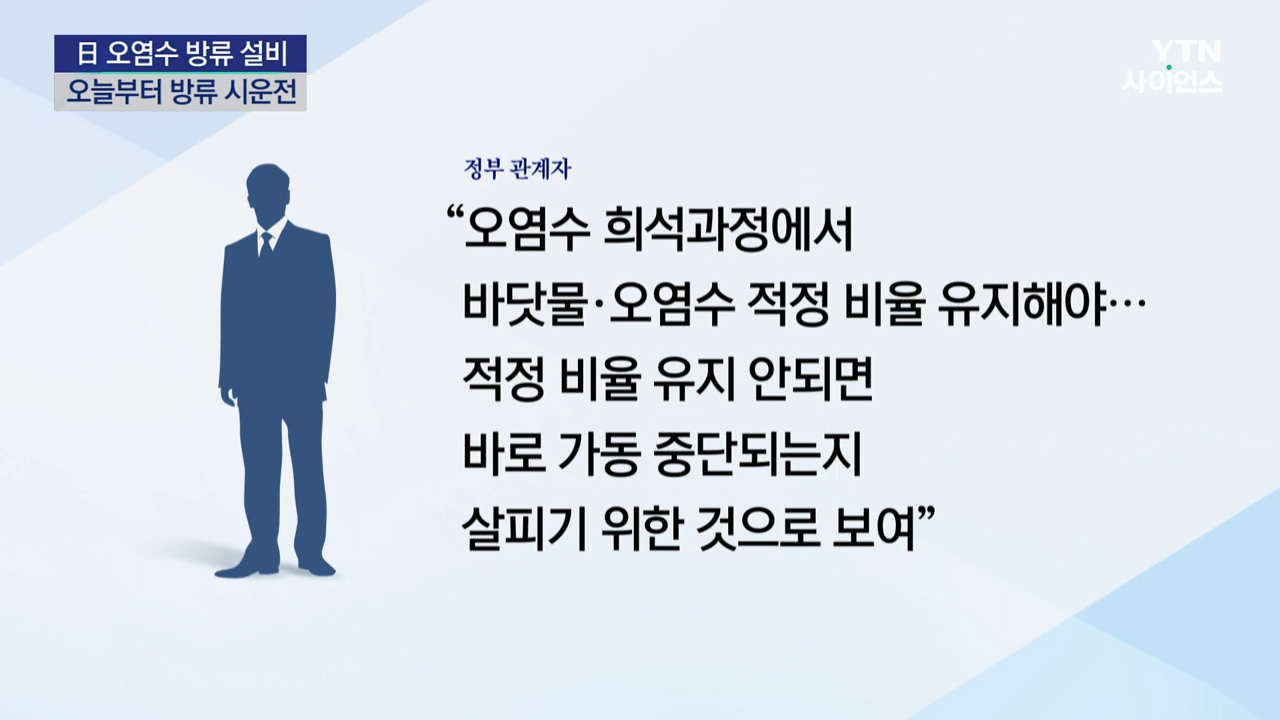 日 오염수 방류 설비
오늘부터 방류 시운전
YTN
사이언스
정부 관계자
“오염수 희석과정에서
바닷물·오염수 적정 비율 유지해야…
적정 비율 유지 안되면
바로 가동 중단되는지
살피기 위한 것으로 보여”